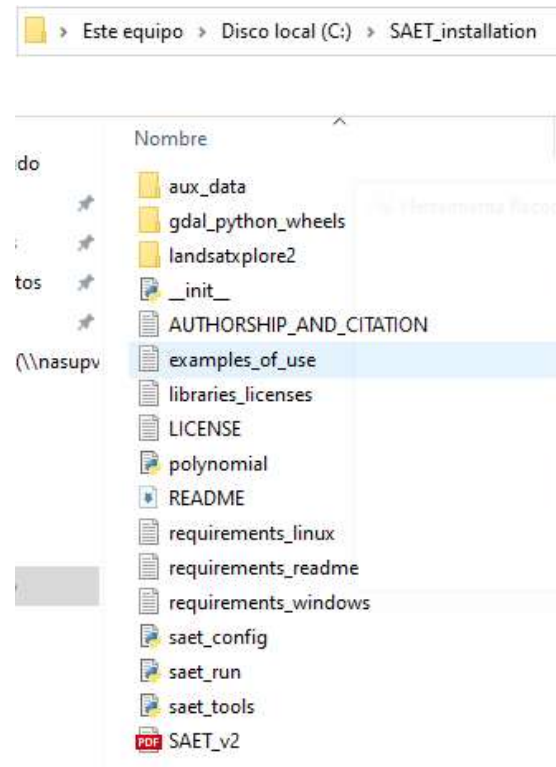 Este equipo > Disco local (C:) > SAET_installation
Nombre
do
aux_data
gdal_python_wheels
landsatxplore2
tos
__init__
AUTHORSHIP_AND_CITATION
(\\nasupv
examples_of_use
libraries_licenses
LICENSE
polynomial
README
requirements_linux
requirements_readme
requirements_windows
saet_config
saet_run
saet_tools
PDF SAET_v2